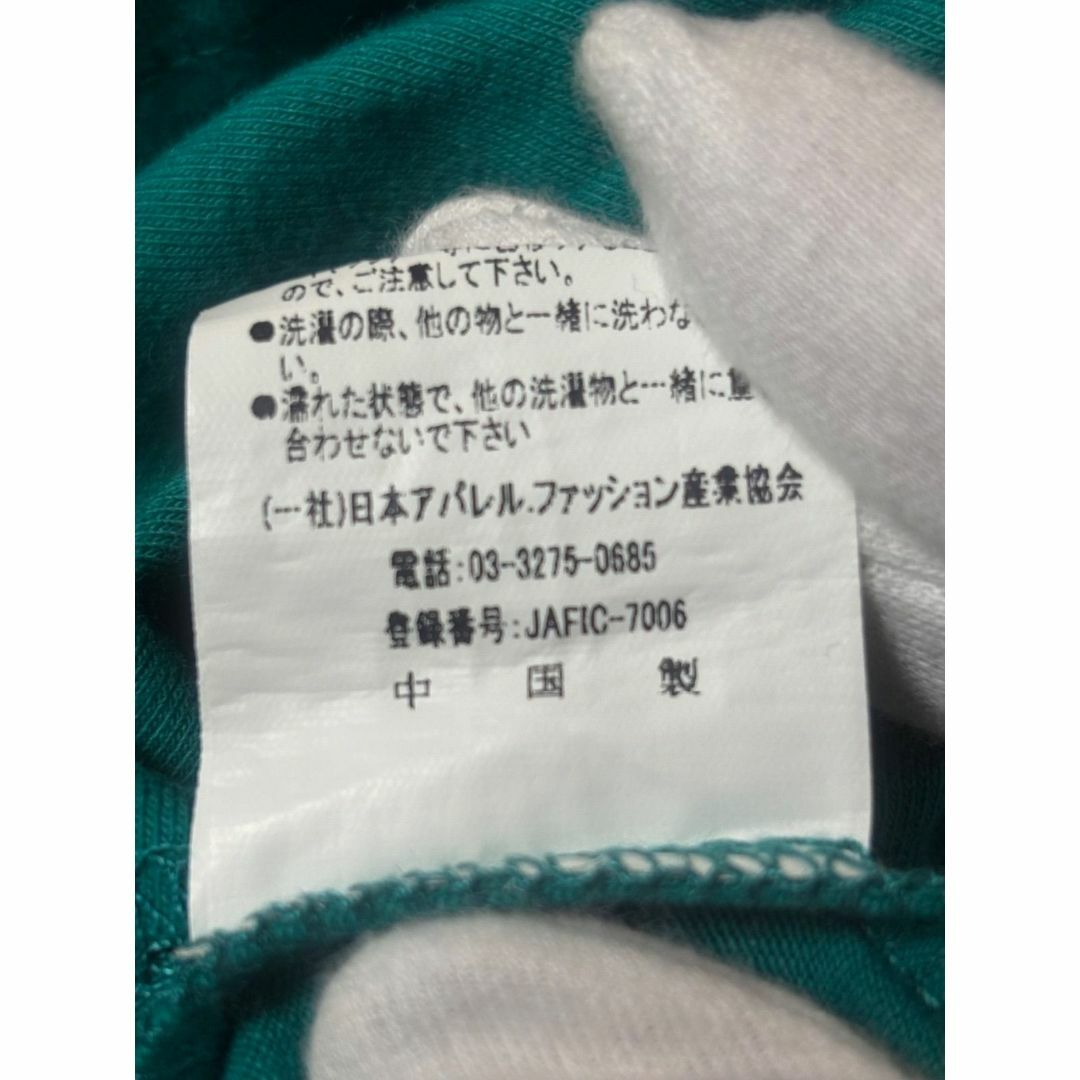 ので、ご注意して下さい。
●洗濯の際、他の物と一緒に洗わな
い。
●濡れた状態で、他の洗濯物と一緒に重
合わせないで下さい
(一社)日本アパレル.ファッション産業協会
電話:03-3275-0685
登録番号:JAFIC-7006
中 国 製